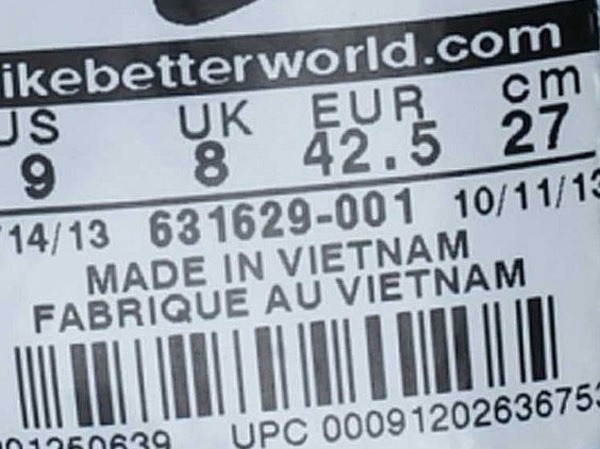 ikebetterworld.com
US UK EUR cm
9 8 42.5 27
14/13 631629-001 10/11/13
MADE IN VIETNAM
FABRIQUE AU VIETNAM
UPC 00091202636753